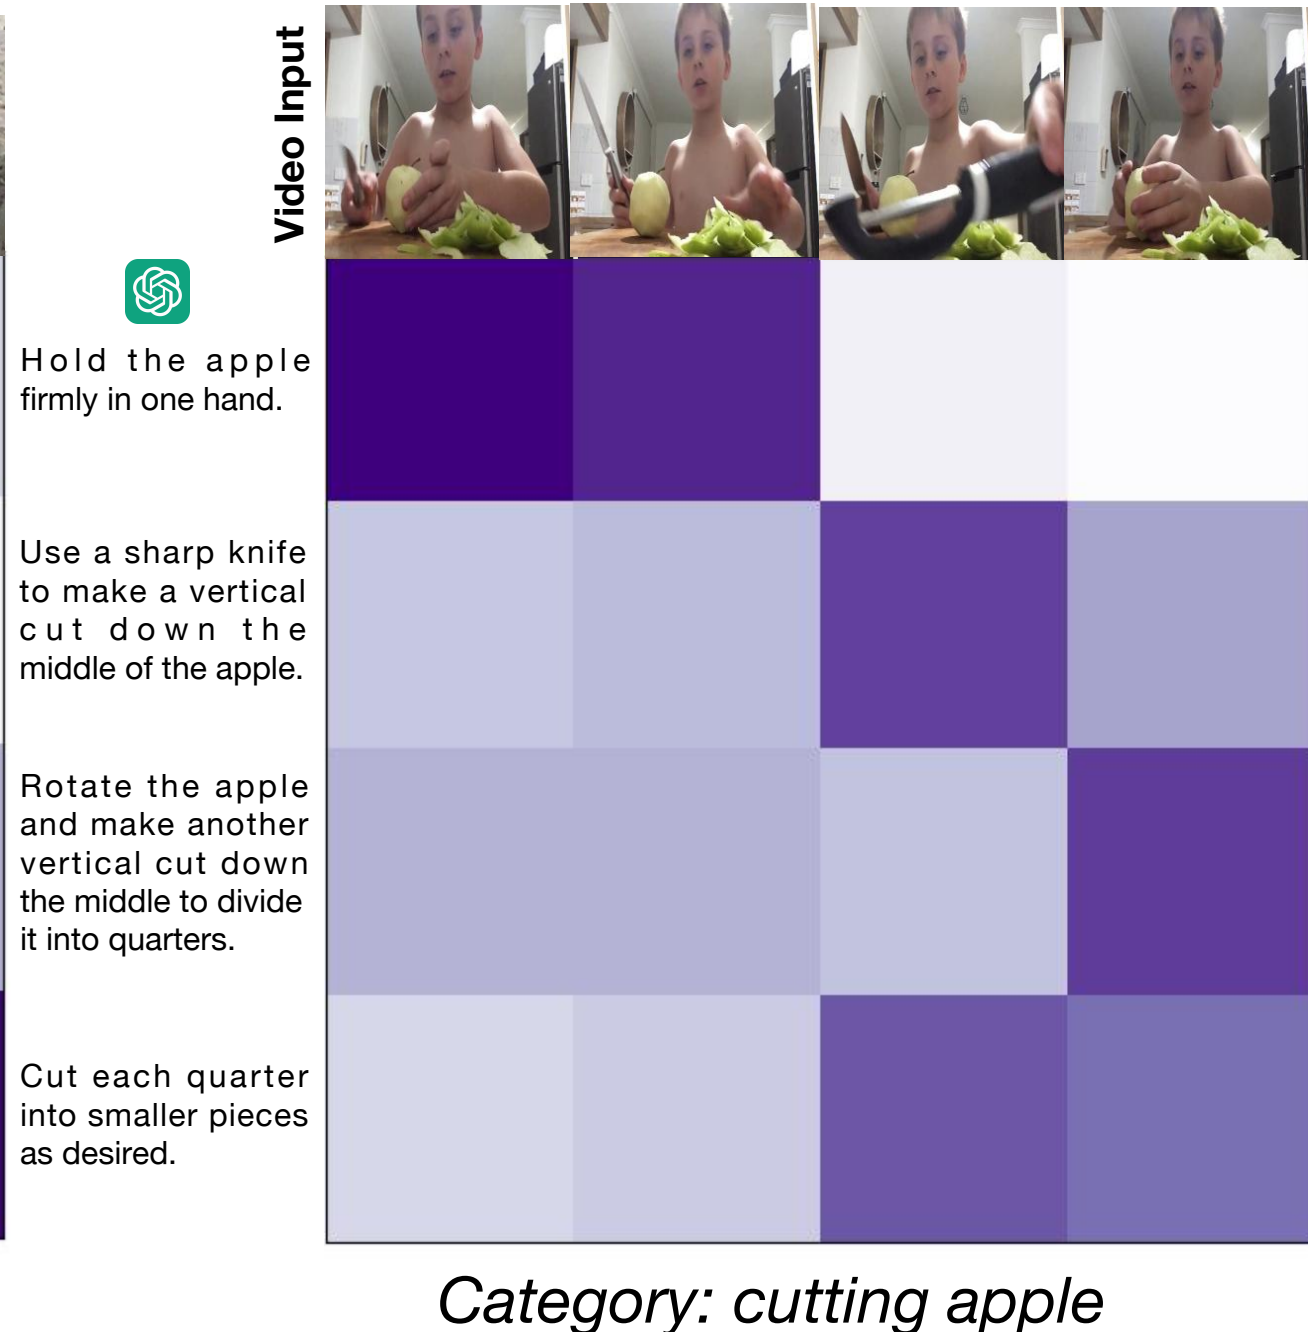 Video Input
Hold the apple
firmly in one hand.
Use a sharp knife
to make a vertical
cut down the
middle of the apple.
Rotate the apple
and make another
vertical cut down
the middle to divide
it into quarters.
Cut each quarter
into smaller pieces
as desired.
Category: cutting apple